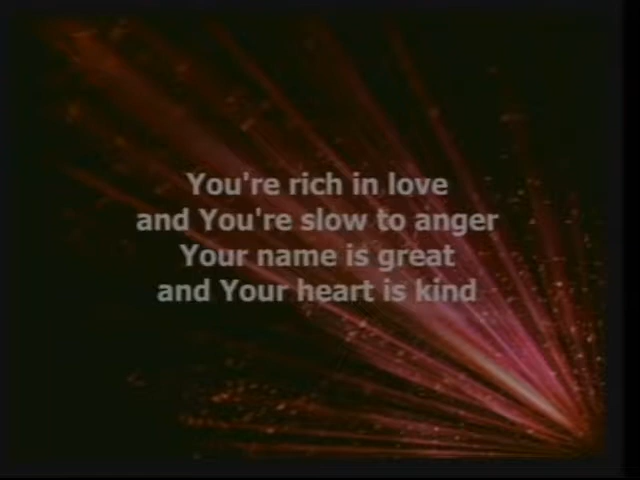 You're rich in love
and You're slow to anger
Your name is great
and Your heart is kind